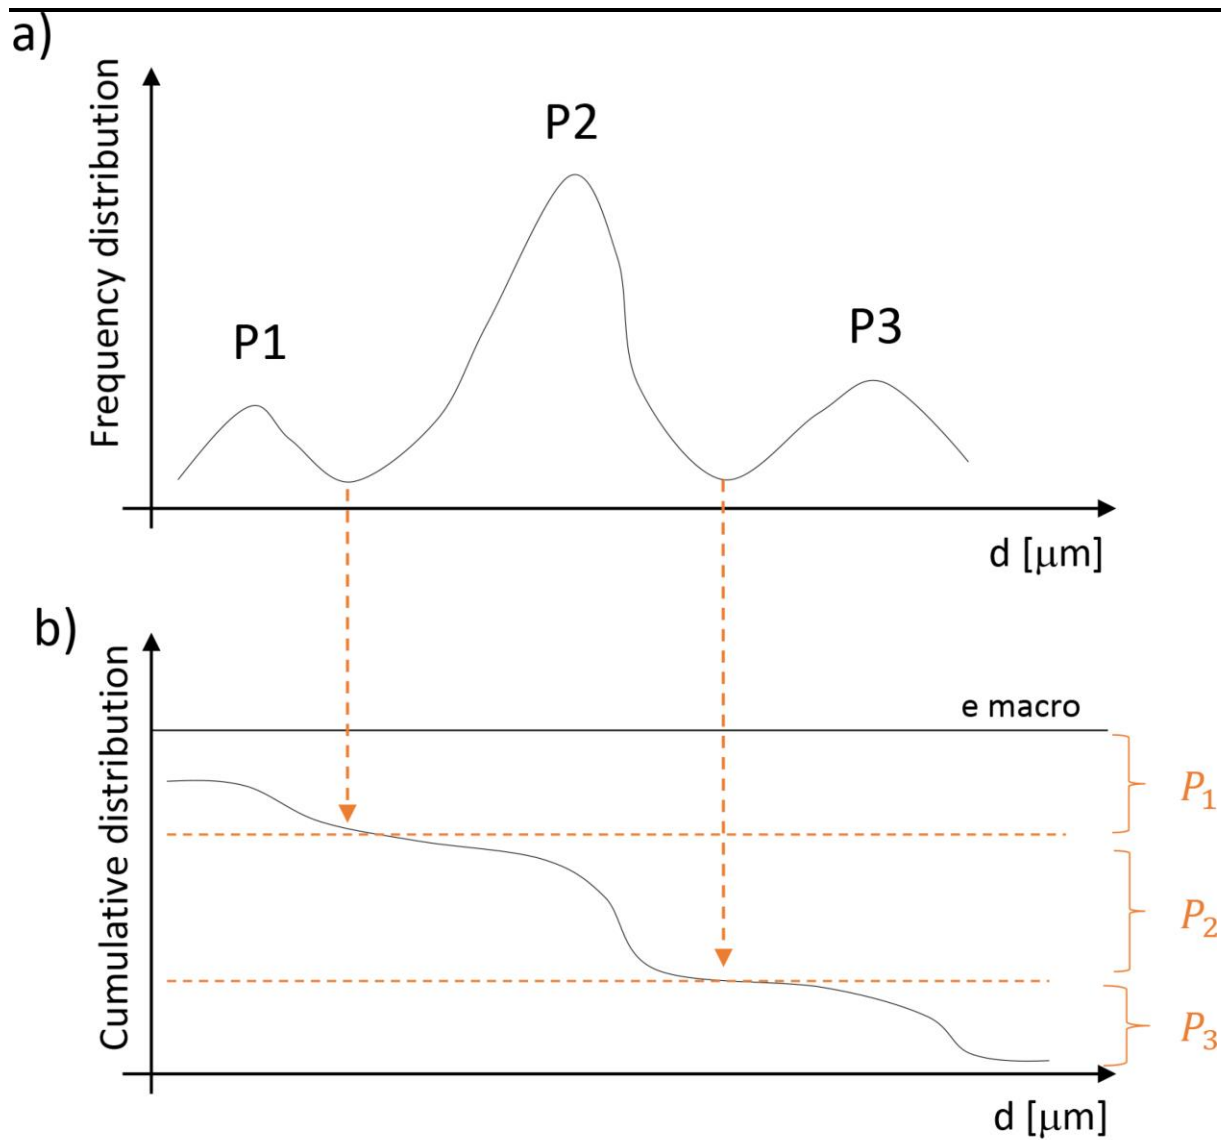 a)
Frequency distribution
P1
P2
P3
d [μm]
b)
Cumulative distribution
e macro
P₁
P₂
P₃
d [μm]